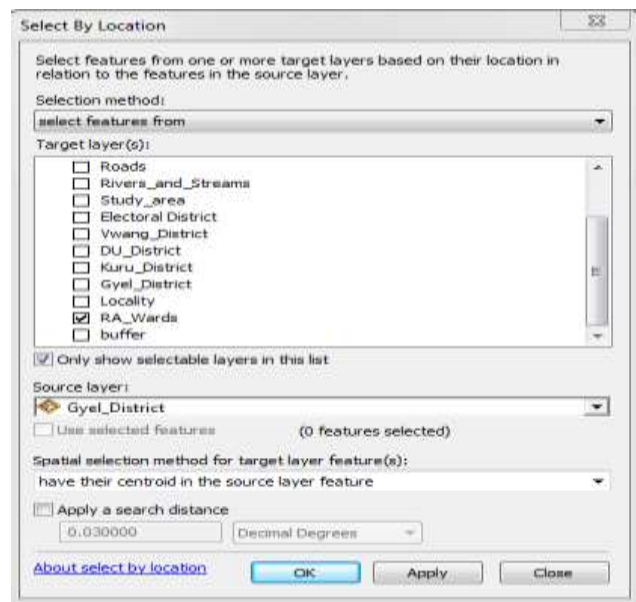 Select By Location
Select features from one or more target layers based on their location in
relation to the features in the source layer.
Selection method:
select features from
Target layer(s):
Roads
Rivers_and_Streams
Study_area
Electoral District
Vwang_District
DU_District
Kuru_District
Gyel_District
Locality
RA_Wards
buffer
Only show selectable layers in this list
Source layer:
Gyel_District
Use selected features (0 features selected)
Spatial selection method for target layer feature(s):
have their centroid in the source layer feature
Apply a search distance
0.030000 Decimal Degrees
About select by location OK Apply Close